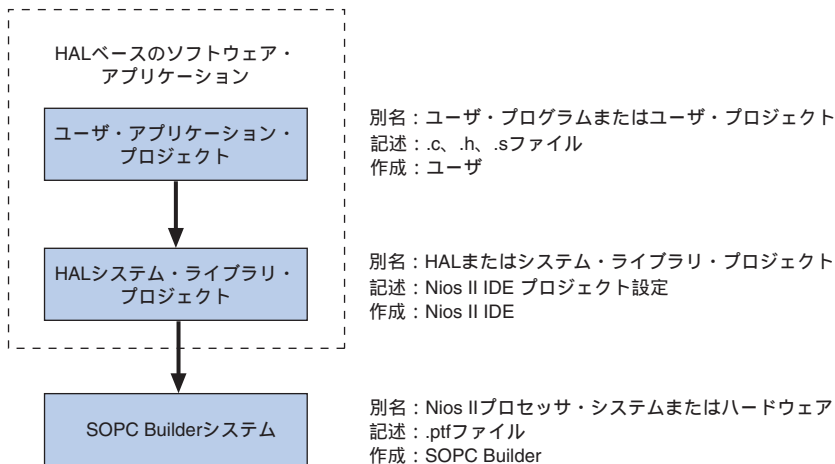 HALベースのソフトウェア・
アプリケーション
ユーザ・アプリケーション・
プロジェクト
別名：ユーザ・プログラムまたはユーザ・プロジェクト
記述：.c、.h、.sファイル
作成：ユーザ
HALシステム・ライブラリ・
プロジェクト
別名：HALまたはシステム・ライブラリ・プロジェクト
記述：Nios II IDE プロジェクト設定
作成：Nios II IDE
SOPC Builderシステム
別名：Nios IIプロセッサ・システムまたはハードウェア
記述：.ptfファイル
作成：SOPC Builder